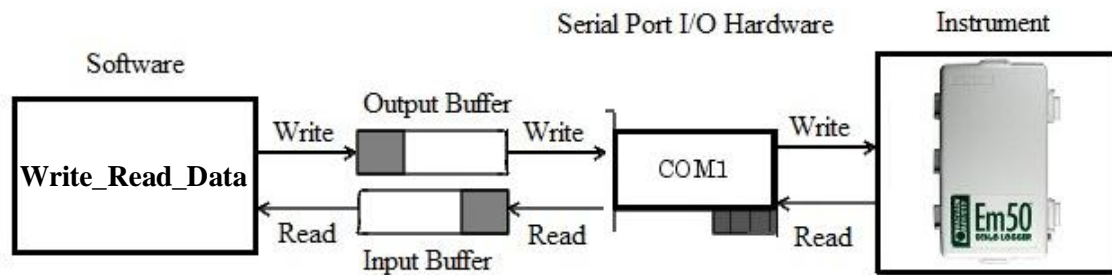 Serial Port I/O Hardware
Instrument
Software
Output Buffer
Write
Write
Write
Write_Read_Data
COM1
Read
Read
Read
Input Buffer
Em50